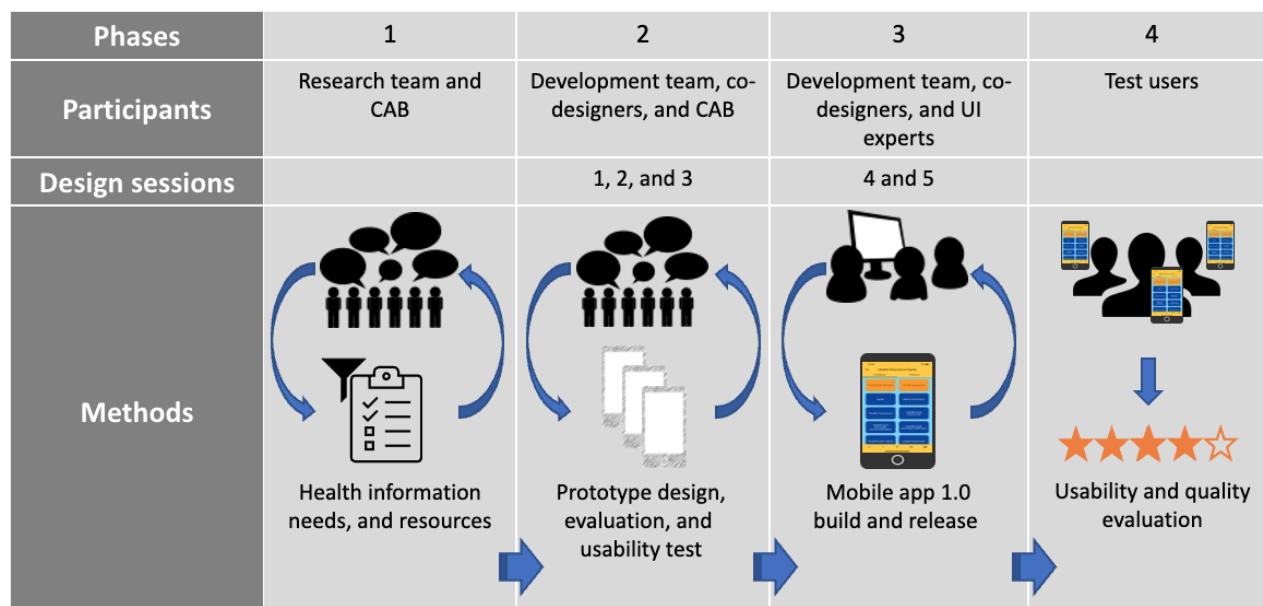 Phases
1
2
3
4
Participants
Research team and
CAB
Development team, co-
designers, and CAB
Development team, co-
designers, and UI
experts
Test users
Design sessions
1, 2, and 3
4 and 5
Methods
Health information
needs, and resources
Prototype design,
evaluation, and
usability test
Mobile app 1.0
build and release
Usability and quality
evaluation